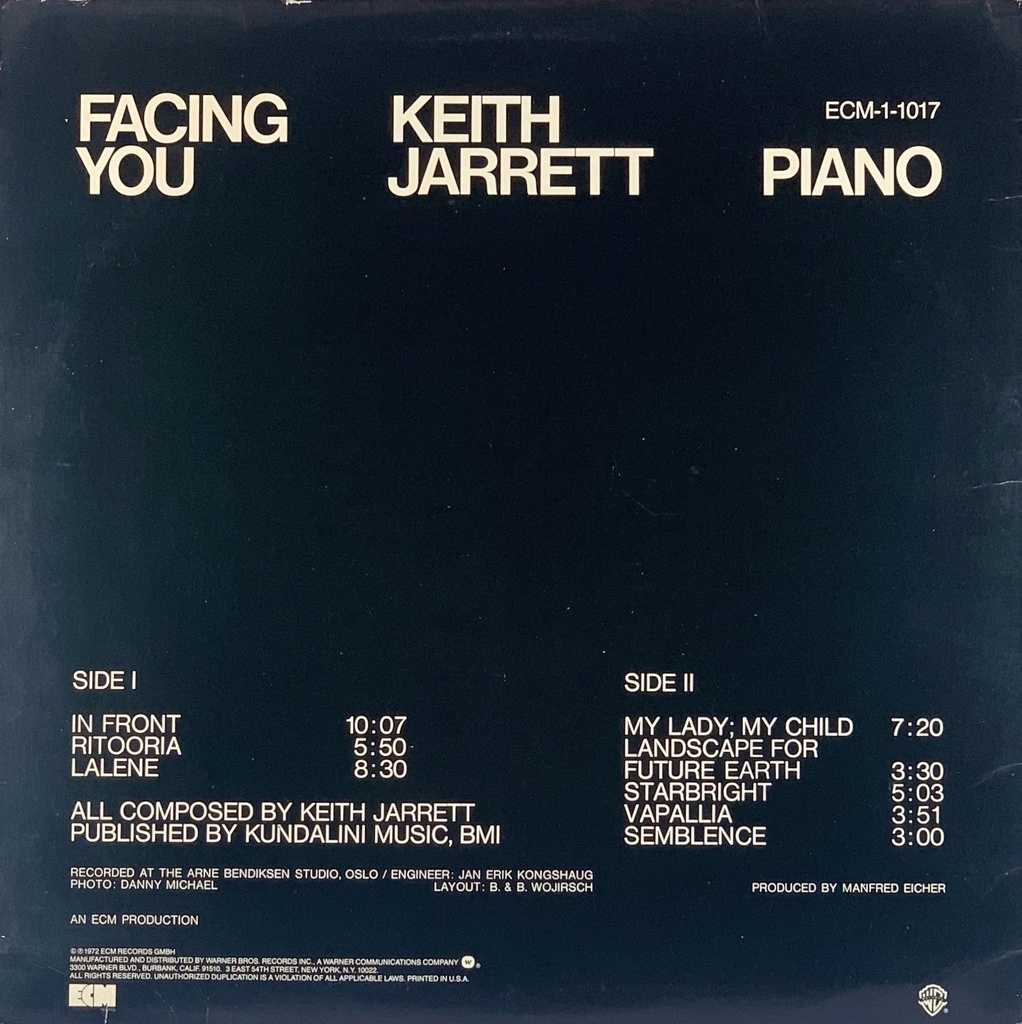 FACING KEITH ECM-1-1017
YOU JARRETT PIANO
SIDE I
IN FRONT 10:07
RITOORIA 5:50
LALENE 8:30
ALL COMPOSED BY KEITH JARRETT
PUBLISHED BY KUNDALINI MUSIC, BMI
SIDE II
MY LADY; MY CHILD 7:20
LANDSCAPE FOR
FUTURE EARTH 3:30
STARBRIGHT 5:03
VAPALLIA 3:51
SEMBLENCE 3:00
RECORDED AT THE ARNE BENDIKSEN STUDIO, OSLO / ENGINEER: JAN ERIK KONGSHAUG
PHOTO: DANNY MICHAEL LAYOUT: B. & B. WOJIRSCH
PRODUCED BY MANFRED EICHER
AN ECM PRODUCTION
© ℗ 1972 ECM RECORDS GMBH
MANUFACTURED AND DISTRIBUTED BY WARNER BROS. RECORDS INC., A WARNER COMMUNICATIONS COMPANY W ®
3300 WARNER BLVD., BURBANK, CALIF. 91510. 3 EAST 54TH STREET, NEW YORK, N.Y. 10022.
ALL RIGHTS RESERVED. UNAUTHORIZED DUPLICATION IS A VIOLATION OF ALL APPLICABLE LAWS. PRINTED IN U.S.A.
ECM